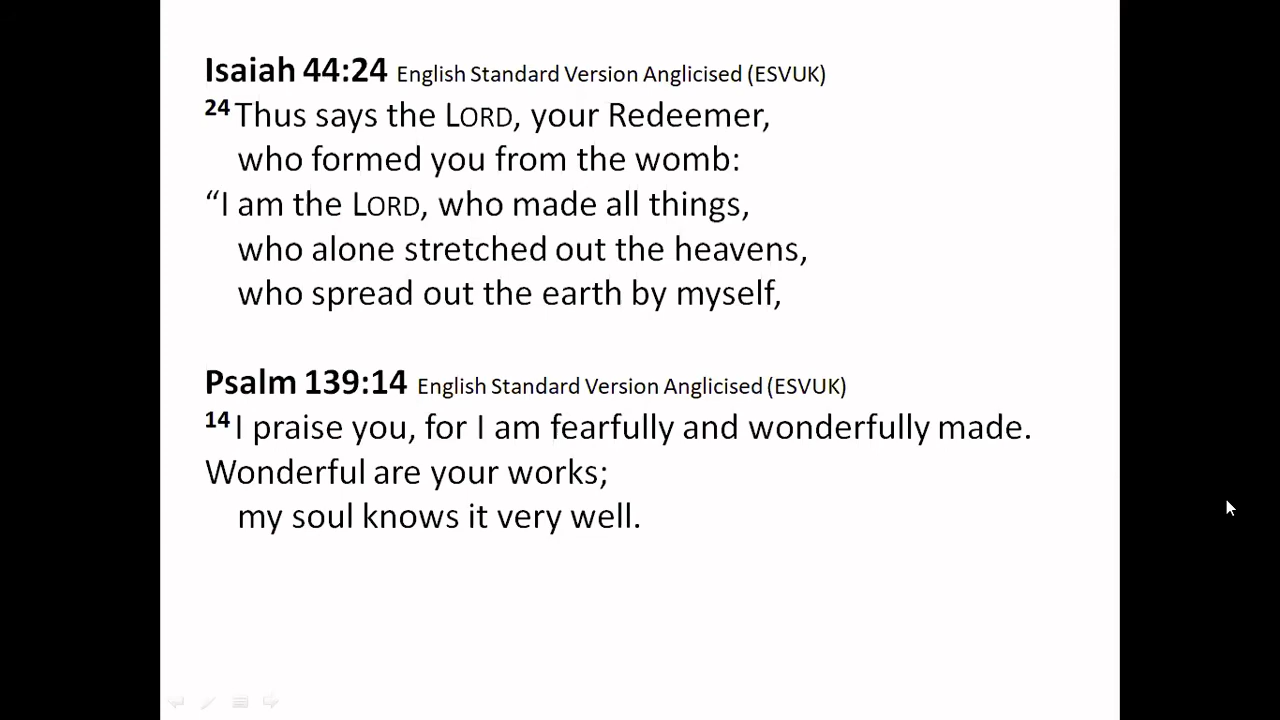 Isaiah 44:24 English Standard Version Anglicised (ESVUK)
24 Thus says the LORD, your Redeemer,
who formed you from the womb:
“I am the LORD, who made all things,
who alone stretched out the heavens,
who spread out the earth by myself,
Psalm 139:14 English Standard Version Anglicised (ESVUK)
14 I praise you, for I am fearfully and wonderfully made.
Wonderful are your works;
my soul knows it very well.